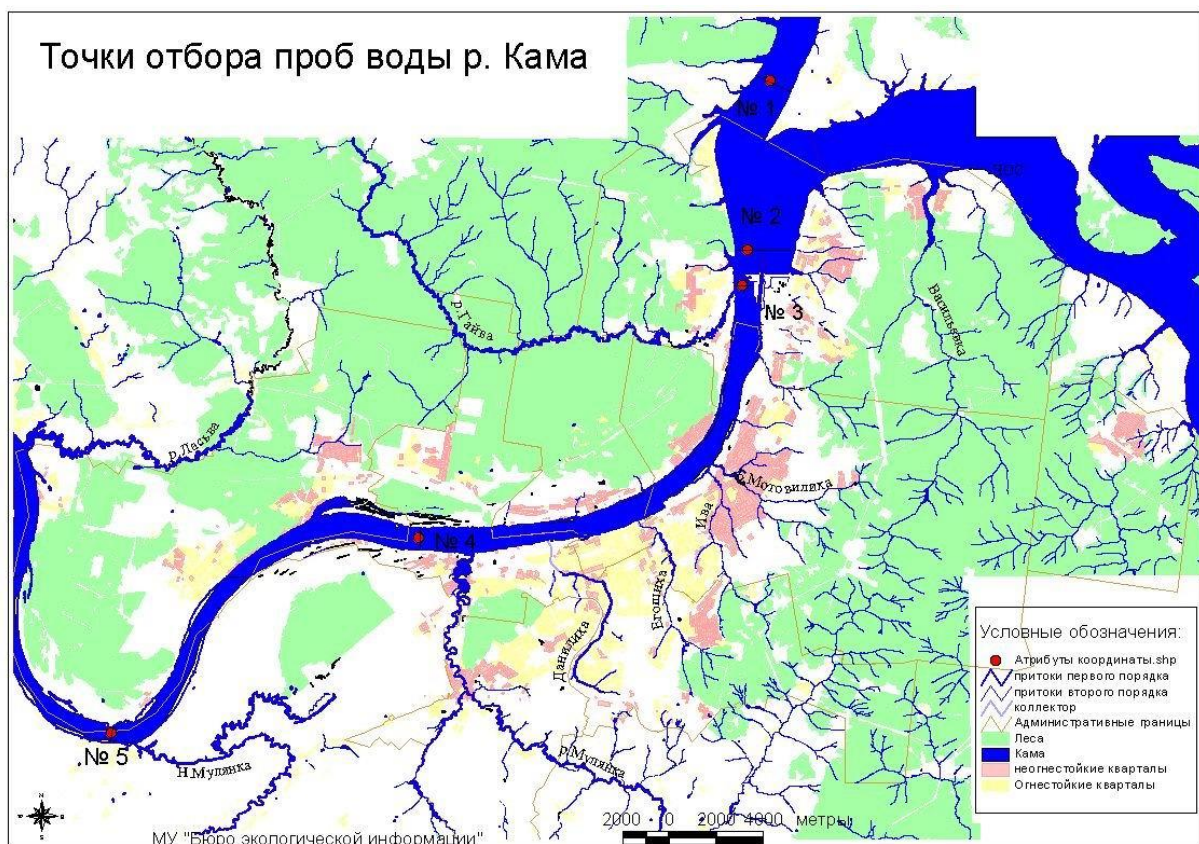 Точки отбора проб воды р. Кама
№ 1
№ 2
№ 3
Васильевка
р.Гайва
р.Ласьва
р.Мотовилиха
Ива
№ 4
Егошиха
Данилиха
№ 5
Н.Мулянка
р.Мулянка
Условные обозначения:
Атрибуты координаты.shp
притоки первого порядка
притоки второго порядка
коллектор
Административные границы
Леса
Кама
неогнестойкие кварталы
Огнестойкие кварталы
2000 0 2000 4000 метры
МУ "Бюро экологической информации"